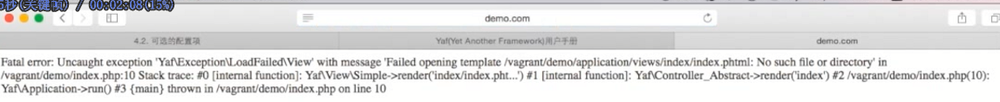 5秒(关键帧) / 00:02:08(15%)
demo.com
4.2. 可选的配置项
Yaf(Yet Another Framework)用户手册
demo.com
Fatal error: Uncaught exception 'Yaf\Exception\LoadFailed\View' with message 'Failed opening template /vagrant/demo/application/views/index/index.phtml: No such file or directory' in
/vagrant/demo/index.php:10 Stack trace: #0 [internal function]: Yaf\View\Simple->render('index/index.pht...') #1 [internal function]: Yaf\Controller_Abstract->render('index') #2 /vagrant/demo/index.php(10):
Yaf\Application->run() #3 {main} thrown in /vagrant/demo/index.php on line 10